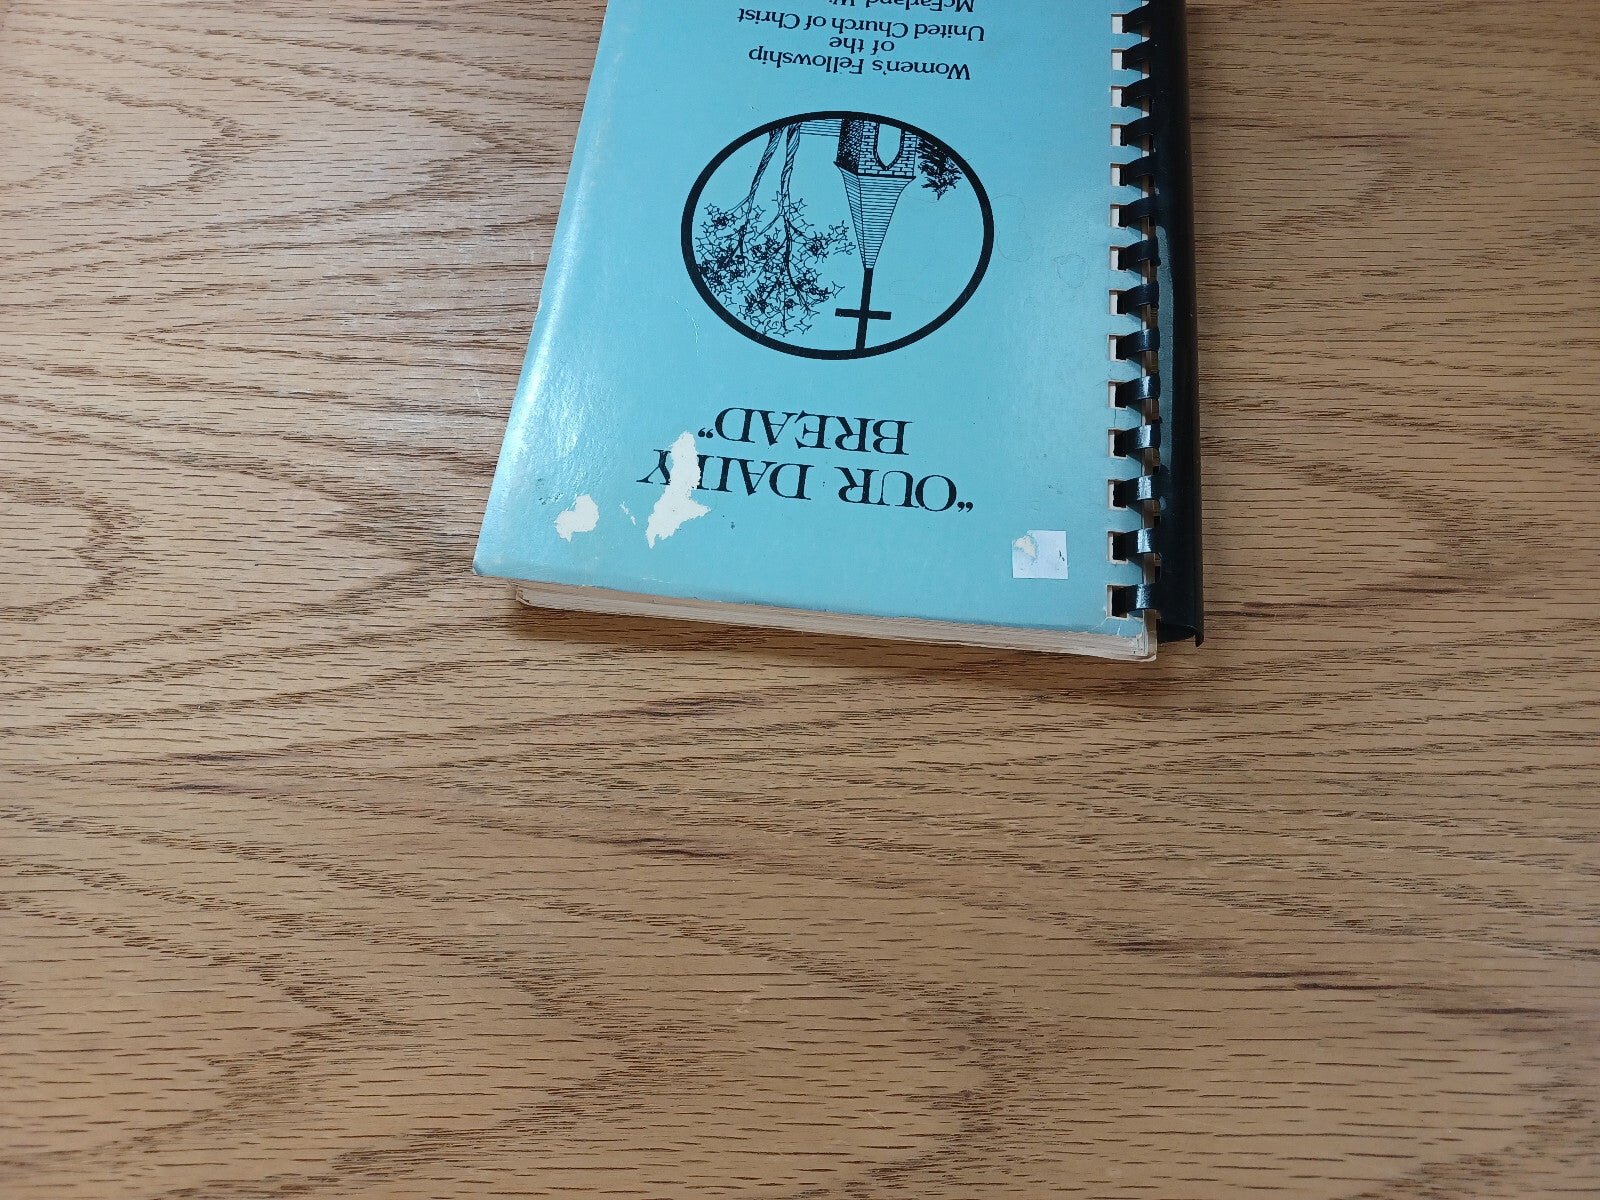 "OUR DAILY
BREAD"
Women's Fellowship
of the
United Church of Christ
McFarland,